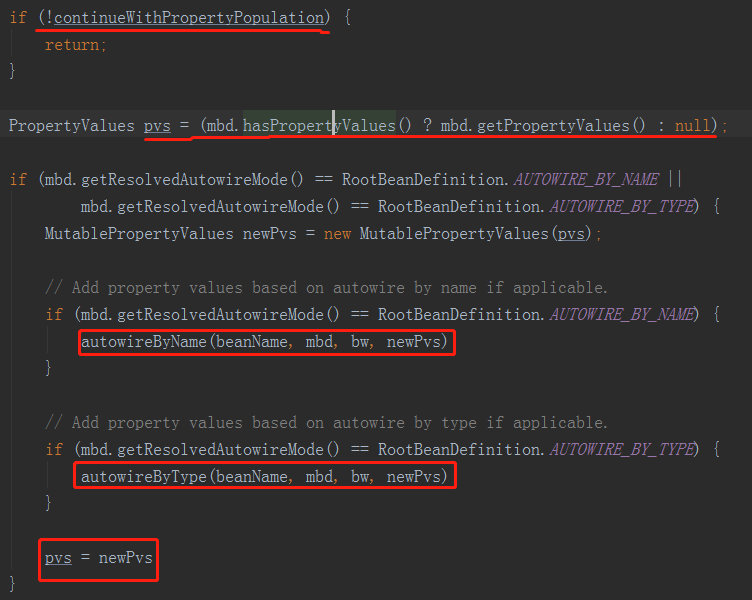 if (!continueWithPropertyPopulation) {
return;
}
PropertyValues pvs = (mbd.hasPropertyValues() ? mbd.getPropertyValues() : null);
if (mbd.getResolvedAutowireMode() == RootBeanDefinition.AUTOWIRE_BY_NAME ||
mbd.getResolvedAutowireMode() == RootBeanDefinition.AUTOWIRE_BY_TYPE) {
MutablePropertyValues newPvs = new MutablePropertyValues(pvs);
// Add property values based on autowire by name if applicable.
if (mbd.getResolvedAutowireMode() == RootBeanDefinition.AUTOWIRE_BY_NAME) {
autowireByName(beanName, mbd, bw, newPvs)
}
// Add property values based on autowire by type if applicable.
if (mbd.getResolvedAutowireMode() == RootBeanDefinition.AUTOWIRE_BY_TYPE) {
autowireByType(beanName, mbd, bw, newPvs)
}
pvs = newPvs
}